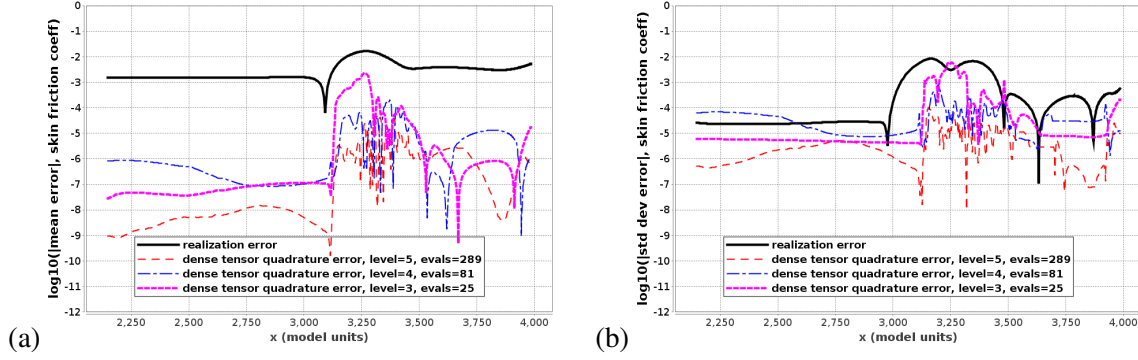 log10(|mean error|, skin friction coeff)
0
-1
-2
-3
-4
-5
-6
-7
-8
-9
-10
-11
-12
realization error
dense tensor quadrature error, level=5, evals=289
dense tensor quadrature error, level=4, evals=81
dense tensor quadrature error, level=3, evals=25
2,250 2,500 2,750 3,000 3,250 3,500 3,750 4,000
x (model units)
(a)
log10(|std dev error|, skin friction coeff)
0
-1
-2
-3
-4
-5
-6
-7
-8
-9
-10
-11
-12
realization error
dense tensor quadrature error, level=5, evals=289
dense tensor quadrature error, level=4, evals=81
dense tensor quadrature error, level=3, evals=25
2,250 2,500 2,750 3,000 3,250 3,500 3,750 4,000
x (model units)
(b)